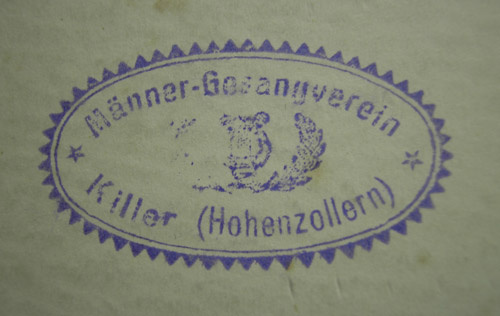 Männer-Gesangverein
Killer (Hohenzollern)